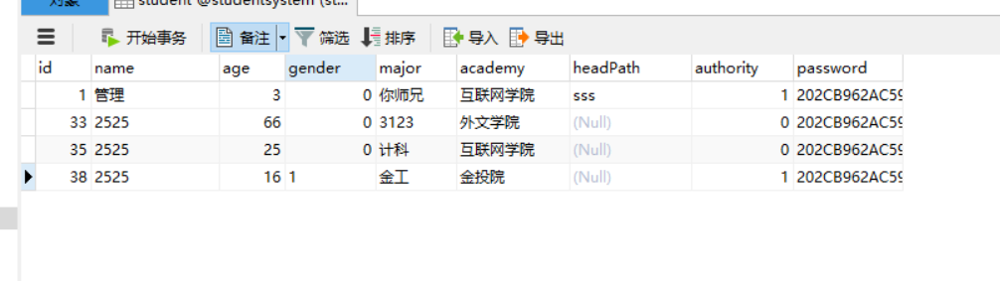 对象 student @studentsystem (st...
开始事务 备注 筛选 排序 导入 导出
id name age gender major academy headPath authority password
1 管理 3 0 你师兄 互联网学院 sss 1 202CB962AC59
33 2525 66 0 3123 外文学院 (Null) 0 202CB962AC59
35 2525 25 0 计科 互联网学院 (Null) 0 202CB962AC59
38 2525 16 1 金工 金投院 (Null) 1 202CB962AC59